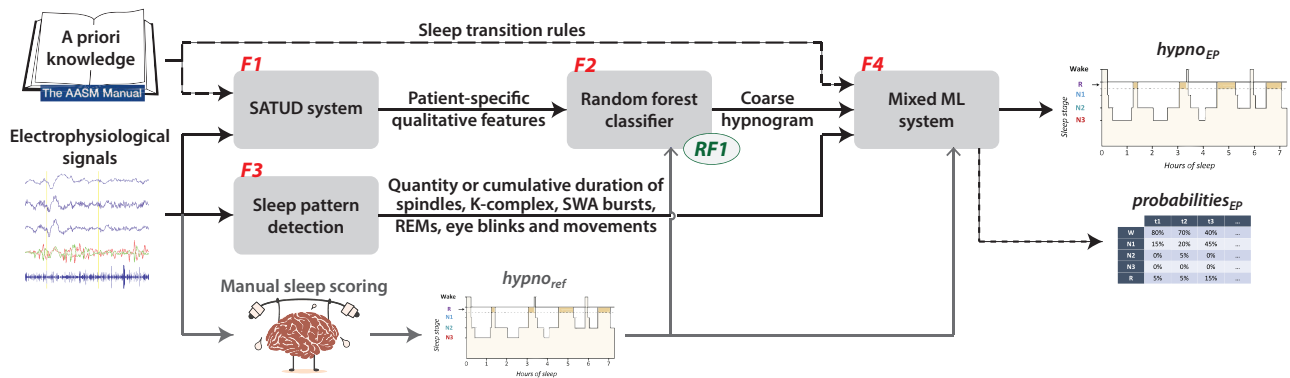 A priori
knowledge
The AASM Manual
Sleep transition rules
F1
SATUD system
Patient-specific
qualitative features
F2
Random forest
classifier
RF1
Coarse
hypnogram
F4
Mixed ML
system
hypnoEP
Wake
R
N1
N2
N3
Sleep stage
0 1 2 3 4 5 6 7
Hours of sleep
Electrophysiological
signals
F3
Sleep pattern
detection
Quantity or cumulative duration of
spindles, K-complex, SWA bursts,
REMs, eye blinks and movements
probabilitiesEP
t1 t2 t3 ...
W 80% 70% 40% ...
N1 15% 20% 45% ...
N2 0% 5% 0% ...
N3 0% 0% 0% ...
R 5% 5% 15% ...
Manual sleep scoring
hypnoref
Wake
R
N1
N2
N3
Sleep stage
0 1 2 3 4 5 6 7
Hours of sleep